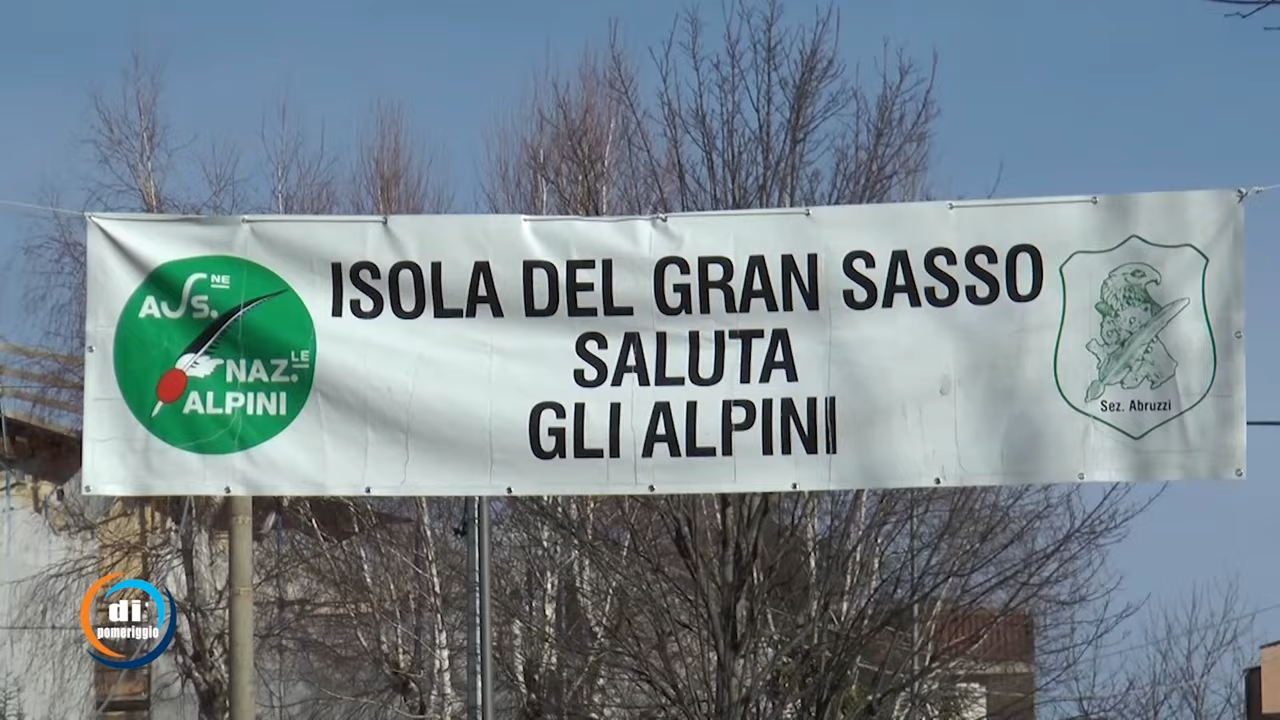 ASS.NE
NAZ.LE
ALPINI
ISOLA DEL GRAN SASSO
SALUTA
GLI ALPINI
Sez. Abruzzi
di
pomeriggio